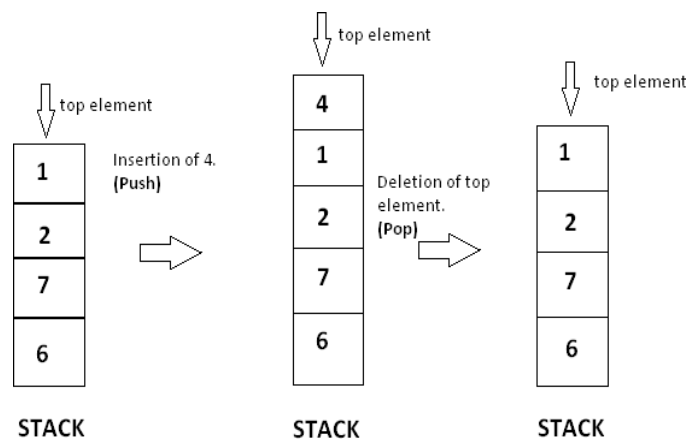 top element
1
2
7
6
STACK
Insertion of 4.
(Push)
top element
4
1
2
7
6
STACK
Deletion of top
element.
(Pop)
top element
1
2
7
6
STACK